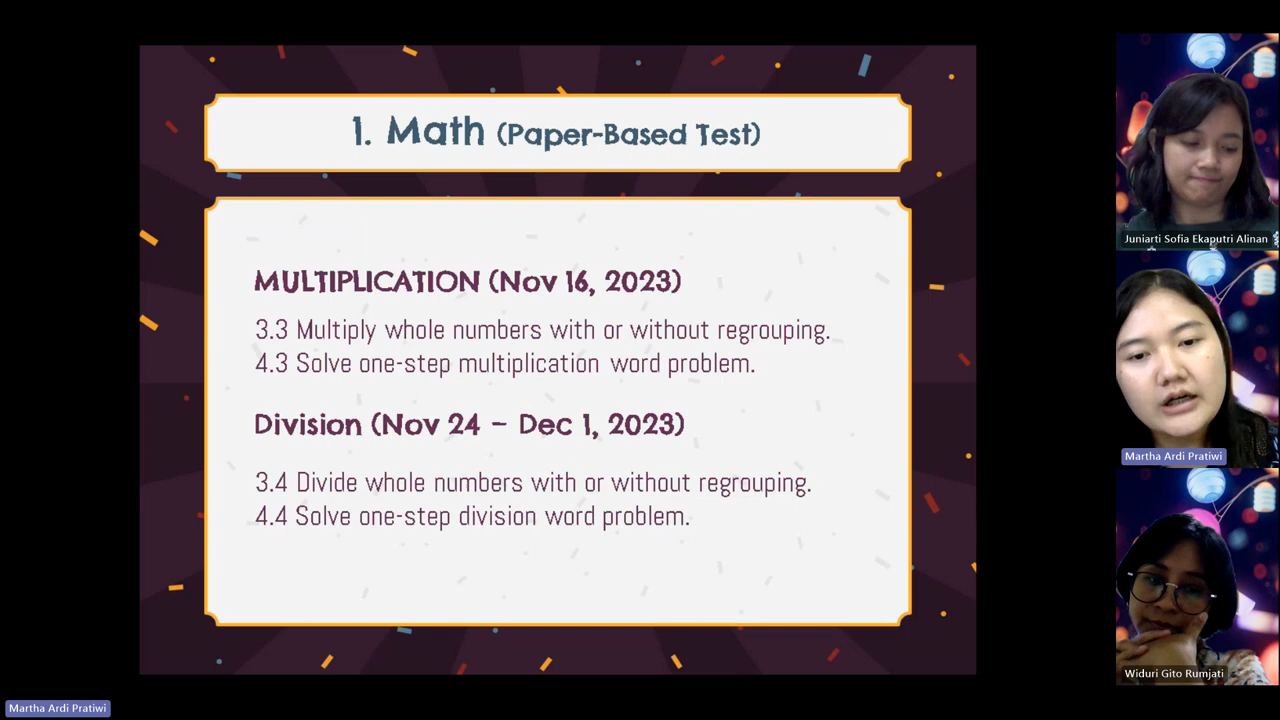 1. Math (Paper-Based Test)
MULTIPLICATION (Nov 16, 2023)
3.3 Multiply whole numbers with or without regrouping.
4.3 Solve one-step multiplication word problem.
Division (Nov 24 – Dec 1, 2023)
3.4 Divide whole numbers with or without regrouping.
4.4 Solve one-step division word problem.
Juniarti Sofia Ekaputri Alinan
Martha Ardi Pratiwi
Widuri Gito Rumjati
Martha Ardi Pratiwi